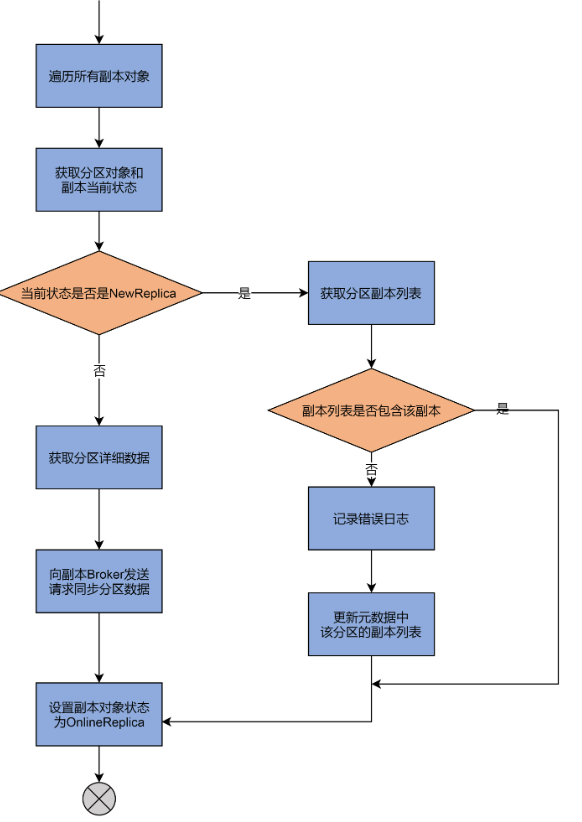 遍历所有副本对象
获取分区对象和
副本当前状态
当前状态是否是NewReplica
是
获取分区副本列表
否
副本列表是否包含该副本
是
获取分区详细数据
否
记录错误日志
向副本Broker发送
请求同步分区数据
更新元数据中
该分区的副本列表
设置副本对象状态
为OnlineReplica